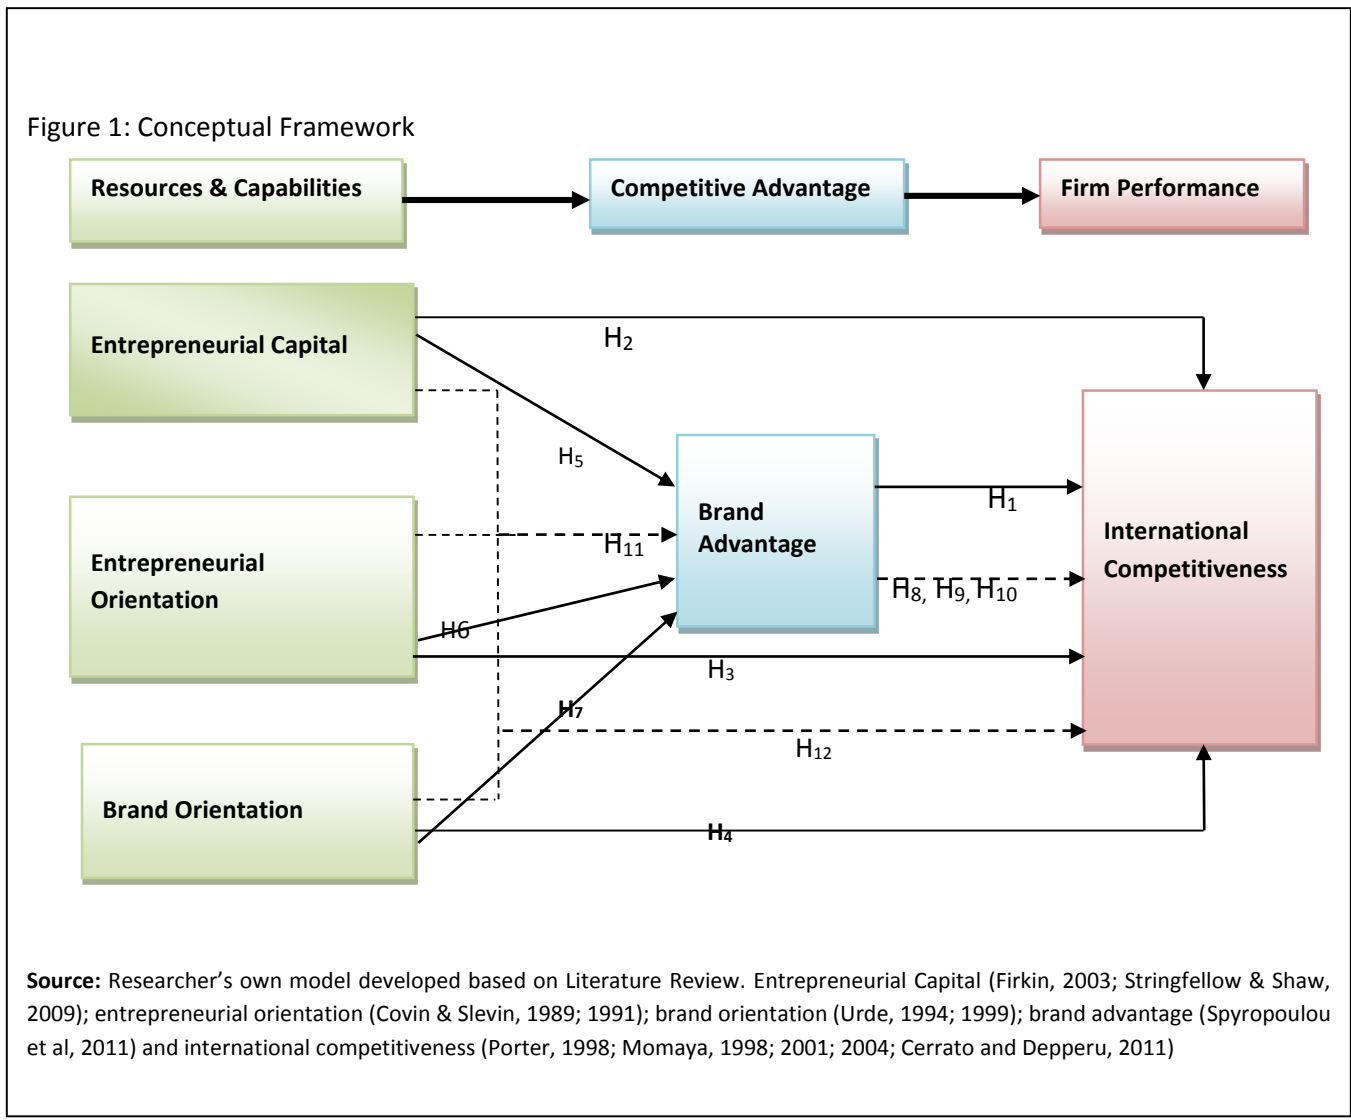 Figure 1: Conceptual Framework
Resources & Capabilities
Competitive Advantage
Firm Performance
Entrepreneurial Capital
H2
H5
Brand
Advantage
H1
International
Competitiveness
H11
Entrepreneurial
Orientation
H8, H9, H10
H6
H3
H7
H12
Brand Orientation
H4
Source: Researcher’s own model developed based on Literature Review. Entrepreneurial Capital (Firkin, 2003; Stringfellow & Shaw,
2009); entrepreneurial orientation (Covin & Slevin, 1989; 1991); brand orientation (Urde, 1994; 1999); brand advantage (Spyropoulou
et al, 2011) and international competitiveness (Porter, 1998; Momaya, 1998; 2001; 2004; Cerrato and Depperu, 2011)